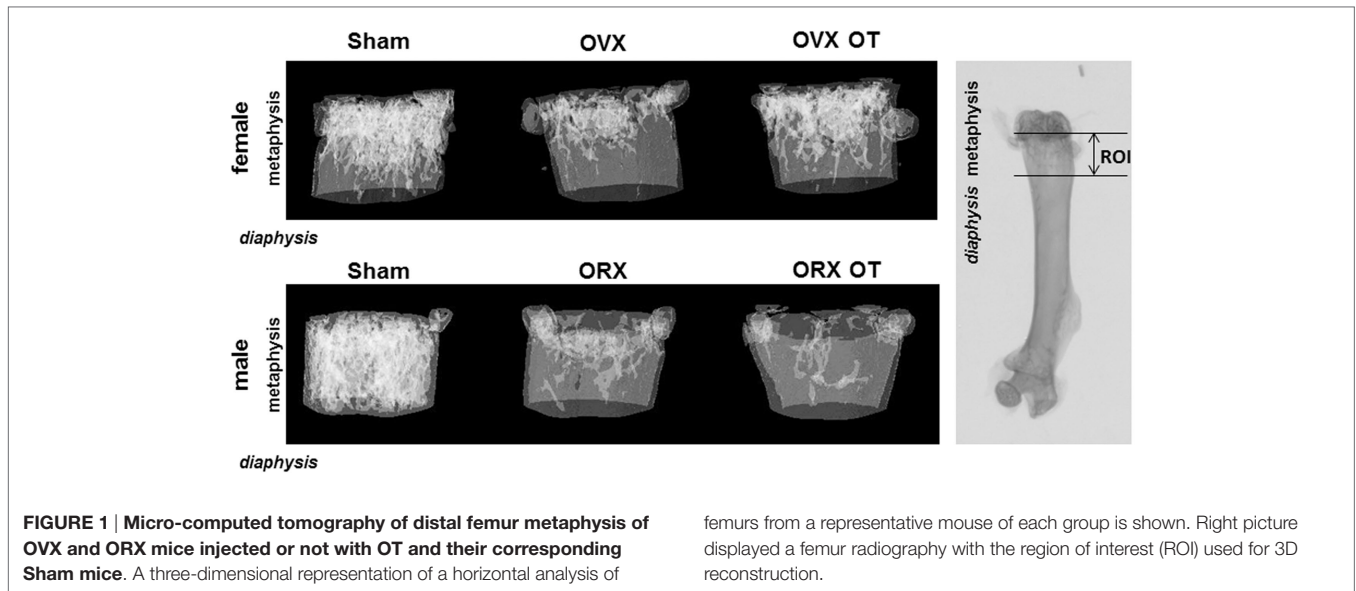 Sham OVX OVX OT
female
metaphysis
diaphysis
Sham ORX ORX OT
male
metaphysis
diaphysis
diaphysis metaphysis
ROI
FIGURE 1 | Micro-computed tomography of distal femur metaphysis of
OVX and ORX mice injected or not with OT and their corresponding
Sham mice. A three-dimensional representation of a horizontal analysis of
femurs from a representative mouse of each group is shown. Right picture
displayed a femur radiography with the region of interest (ROI) used for 3D
reconstruction.